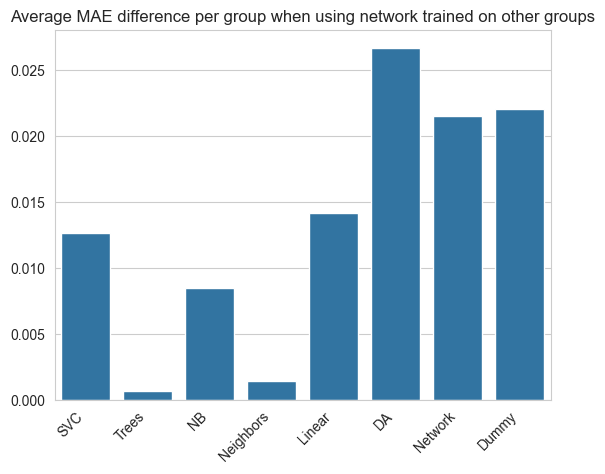 Average MAE difference per group when using network trained on other groups
0.025
0.020
0.015
0.010
0.005
0.000
SVC
Trees
NB
Neighbors
Linear
DA
Network
Dummy